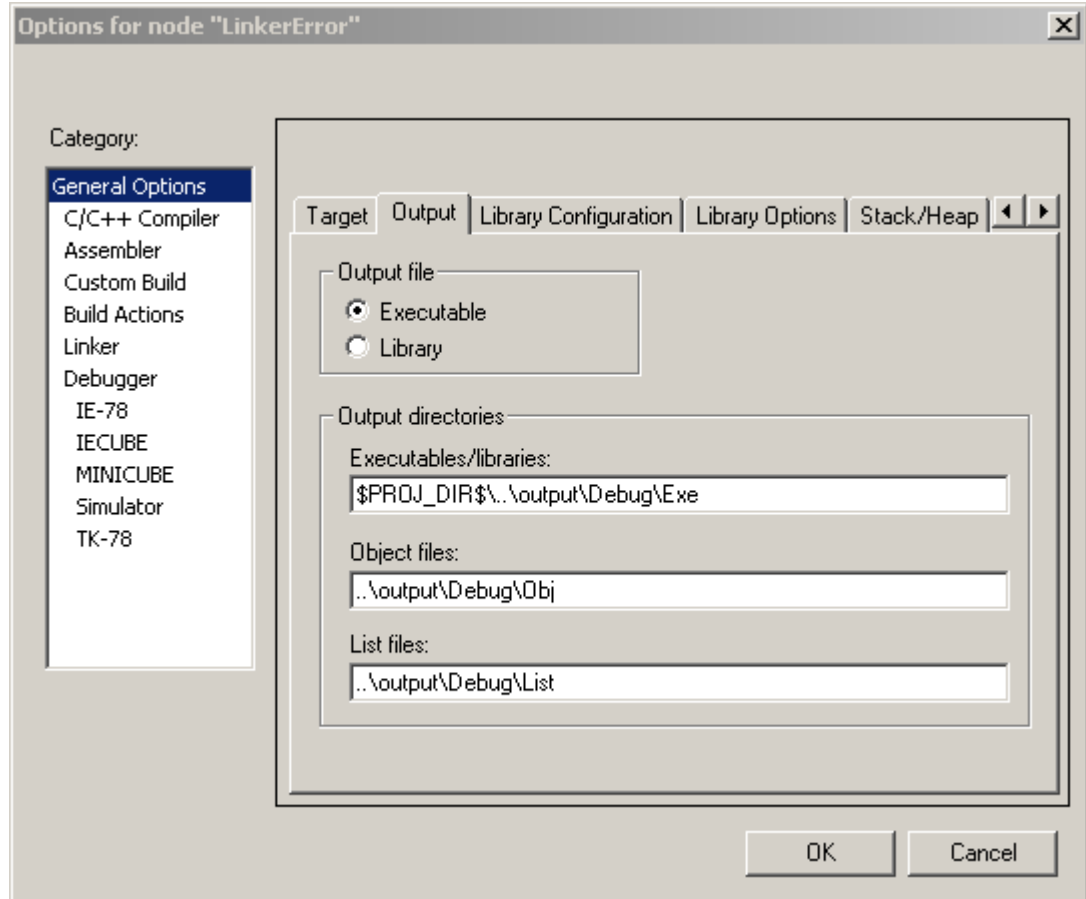 Options for node "LinkerError"
Category:
General Options
C/C++ Compiler
Assembler
Custom Build
Build Actions
Linker
Debugger
IE-78
IECUBE
MINICUBE
Simulator
TK-78
Target
Output
Library Configuration
Library Options
Stack/Heap
Output file
Executable
Library
Output directories
Executables/libraries:
$PROJ_DIR$\..\output\Debug\Exe
Object files:
..\output\Debug\Obj
List files:
..\output\Debug\List
OK
Cancel